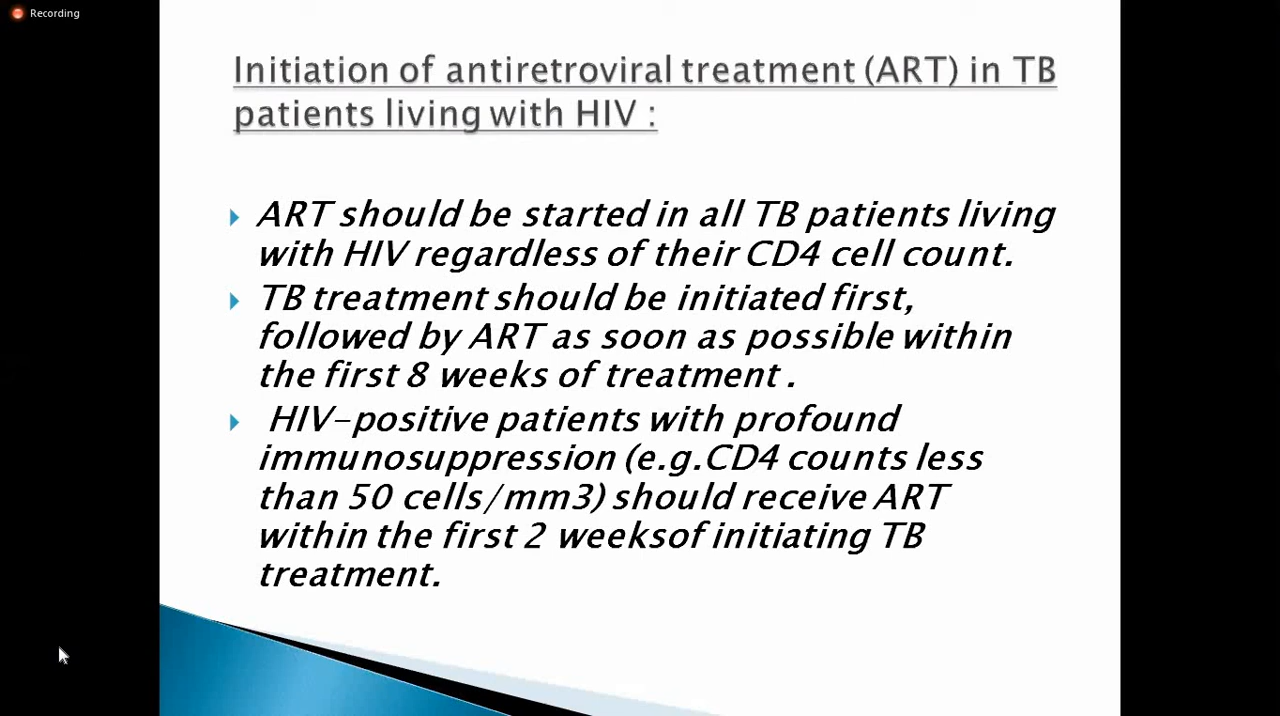 Recording
Initiation of antiretroviral treatment (ART) in TB
patients living with HIV :
ART should be started in all TB patients living
with HIV regardless of their CD4 cell count.
TB treatment should be initiated first,
followed by ART as soon as possible within
the first 8 weeks of treatment .
HIV-positive patients with profound
immunosuppression (e.g.CD4 counts less
than 50 cells/mm3) should receive ART
within the first 2 weeksof initiating TB
treatment.